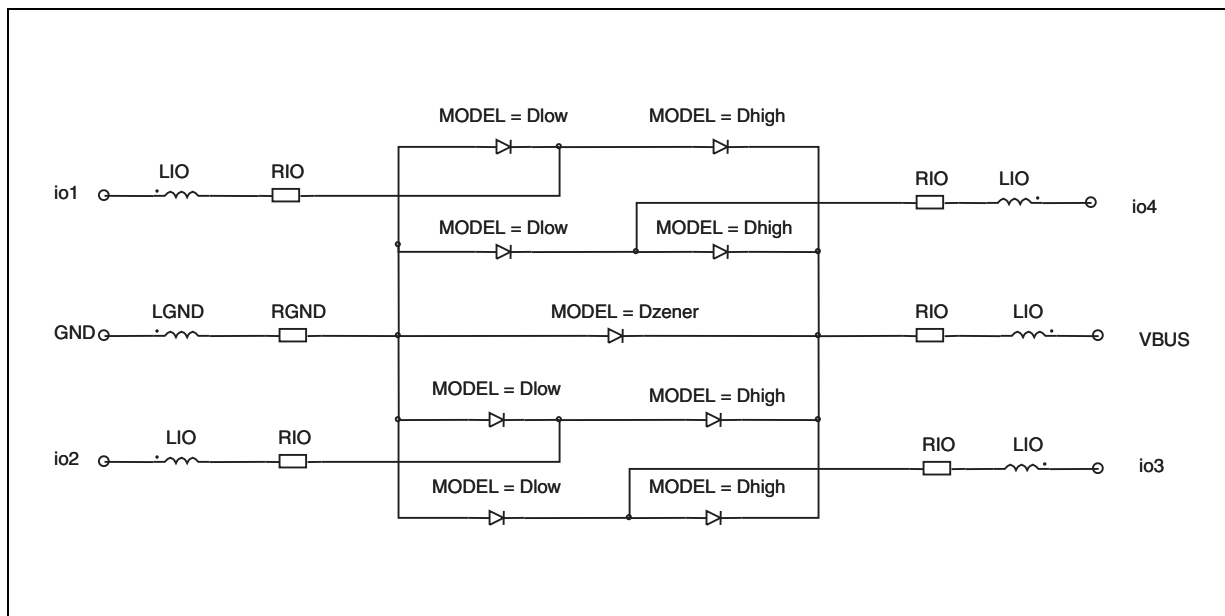 MODEL = Dlow
MODEL = Dhigh
LIO
RIO
io1
RIO
LIO
io4
MODEL = Dlow
MODEL = Dhigh
LGND
RGND
GND
MODEL = Dzener
RIO
LIO
VBUS
MODEL = Dlow
MODEL = Dhigh
LIO
RIO
io2
RIO
LIO
io3
MODEL = Dlow
MODEL = Dhigh